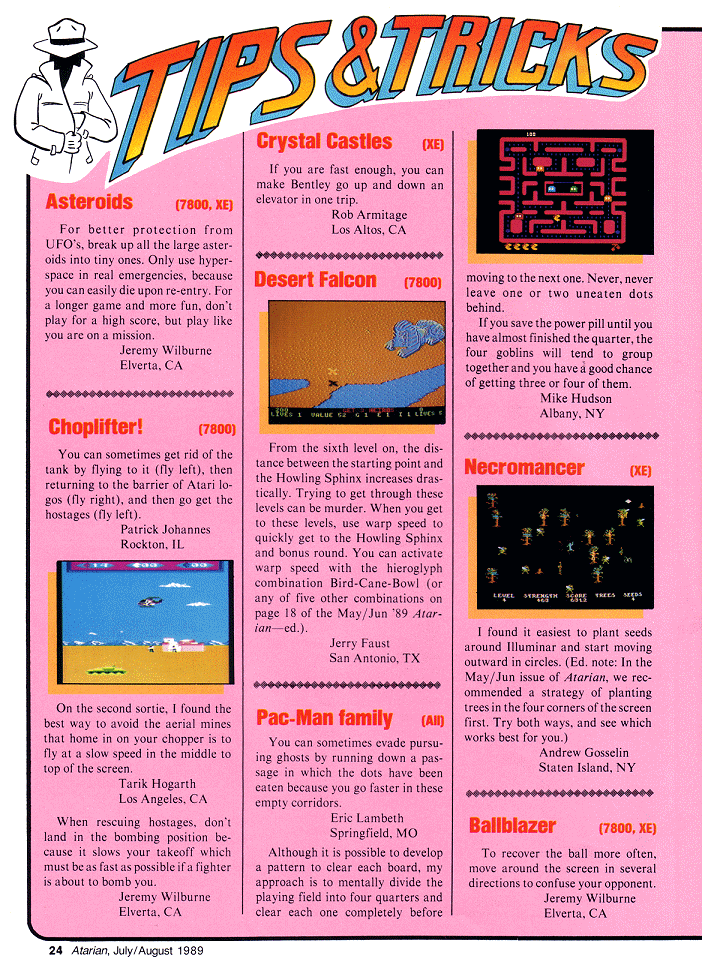 TIPS & TRICKS
Asteroids (7800, XE)
For better protection from
UFO's, break up all the large aster-
oids into tiny ones. Only use hyper-
space in real emergencies, because
you can easily die upon re-entry. For
a longer game and more fun, don't
play for a high score, but play like
you are on a mission.
Jeremy Wilburne
Elverta, CA
Choplifter! (7800)
You can sometimes get rid of the
tank by flying to it (fly left), then
returning to the barrier of Atari lo-
gos (fly right), and then go get the
hostages (fly left).
Patrick Johannes
Rockton, IL
On the second sortie, I found the
best way to avoid the aerial mines
that home in on your chopper is to
fly at a slow speed in the middle to
top of the screen.
Tarik Hogarth
Los Angeles, CA
When rescuing hostages, don't
land in the bombing position be-
cause it slows your takeoff which
must be as fast as possible if a fighter
is about to bomb you.
Jeremy Wilburne
Elverta, CA
Crystal Castles (XE)
If you are fast enough, you can
make Bentley go up and down an
elevator in one trip.
Rob Armitage
Los Altos, CA
Desert Falcon (7800)
LIVES 1 VALUE 52 G 1 E 1 I 1 LIVES
From the sixth level on, the dis-
tance between the starting point and
the Howling Sphinx increases dras-
tically. Trying to get through these
levels can be murder. When you get
to these levels, use warp speed to
quickly get to the Howling Sphinx
and bonus round. You can activate
warp speed with the hieroglyph
combination Bird-Cane-Bowl (or
any of five other combinations on
page 18 of the May/Jun '89 Atar-
ian—ed.).
Jerry Faust
San Antonio, TX
Pac-Man family (All)
You can sometimes evade pursu-
ing ghosts by running down a pas-
sage in which the dots have been
eaten because you go faster in these
empty corridors.
Eric Lambeth
Springfield, MO
Although it is possible to develop
a pattern to clear each board, my
approach is to mentally divide the
playing field into four quarters and
clear each one completely before
100
moving to the next one. Never, never
leave one or two uneaten dots
behind.
If you save the power pill until you
have almost finished the quarter, the
four goblins will tend to group
together and you have a good chance
of getting three or four of them.
Mike Hudson
Albany, NY
Necromancer (XE)
LEVEL STRENGTH SCORE TREES SEEDS
I found it easiest to plant seeds
around Illuminar and start moving
outward in circles. (Ed. note: In the
May/Jun issue of Atarian, we rec-
ommended a strategy of planting
trees in the four corners of the screen
first. Try both ways, and see which
works best for you.)
Andrew Gosselin
Staten Island, NY
Ballblazer (7800, XE)
To recover the ball more often,
move around the screen in several
directions to confuse your opponent.
Jeremy Wilburne
Elverta, CA
24 Atarian, July/August 1989